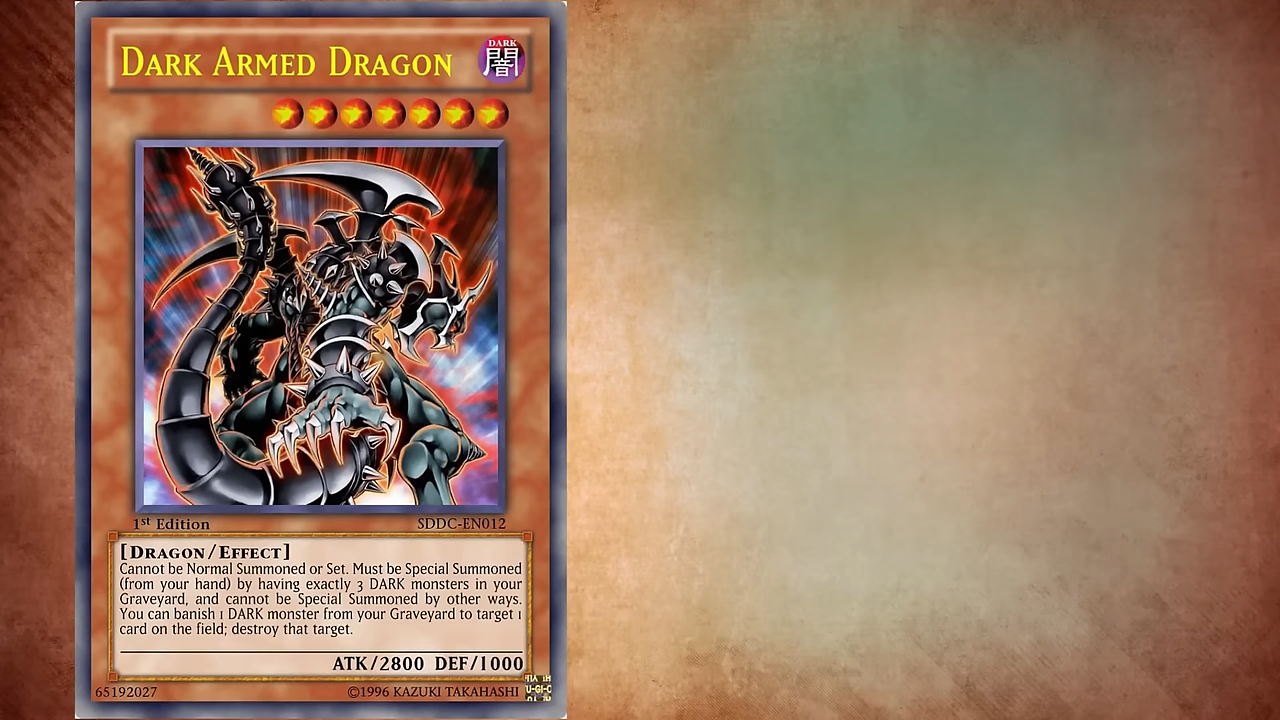 Dark Armed Dragon
DARK
闇
1st Edition
SDDC-EN012
[Dragon/Effect]
Cannot be Normal Summoned or Set. Must be Special Summoned
(from your hand) by having exactly 3 DARK monsters in your
Graveyard, and cannot be Special Summoned by other ways.
You can banish 1 DARK monster from your Graveyard to target 1
card on the field; destroy that target.
ATK/2800 DEF/1000
65192027
©1996 KAZUKI TAKAHASHI